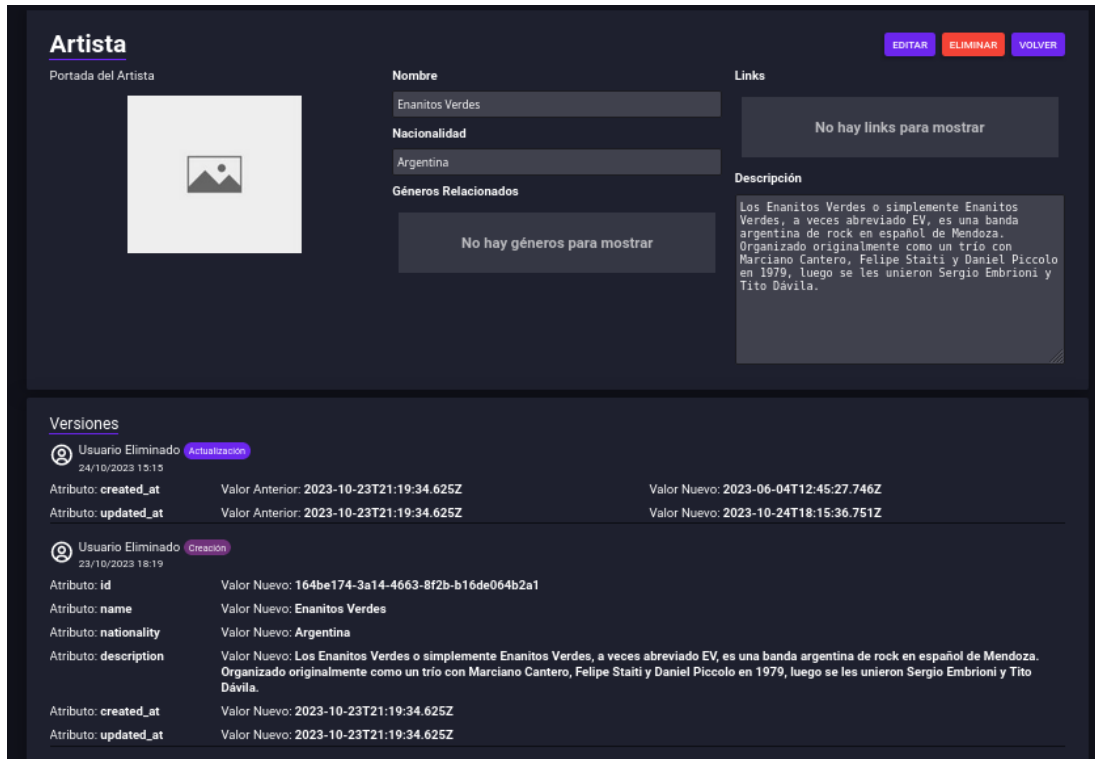 Artista
EDITAR ELIMINAR VOLVER
Portada del Artista
Nombre
Enanitos Verdes
Nacionalidad
Argentina
Géneros Relacionados
No hay géneros para mostrar
Links
No hay links para mostrar
Descripción
Los Enanitos Verdes o simplemente Enanitos
Verdes, a veces abreviado EV, es una banda
argentina de rock en español de Mendoza.
Organizado originalmente como un trío con
Marciano Cantero, Felipe Staiti y Daniel Piccolo
en 1979, luego se les unieron Sergio Embrioni y
Tito Dávila.
Versiones
Usuario Eliminado Actualización
24/10/2023 15:15
Atributo: created_at Valor Anterior: 2023-10-23T21:19:34.625Z Valor Nuevo: 2023-06-04T12:45:27.746Z
Atributo: updated_at Valor Anterior: 2023-10-23T21:19:34.625Z Valor Nuevo: 2023-10-24T18:15:36.751Z
Usuario Eliminado Creación
23/10/2023 18:19
Atributo: id Valor Nuevo: 164be174-3a14-4663-8f2b-b16de064b2a1
Atributo: name Valor Nuevo: Enanitos Verdes
Atributo: nationality Valor Nuevo: Argentina
Atributo: description Valor Nuevo: Los Enanitos Verdes o simplemente Enanitos Verdes, a veces abreviado EV, es una banda argentina de rock en español de Mendoza.
Organizado originalmente como un trío con Marciano Cantero, Felipe Staiti y Daniel Piccolo en 1979, luego se les unieron Sergio Embrioni y Tito
Dávila.
Atributo: created_at Valor Nuevo: 2023-10-23T21:19:34.625Z
Atributo: updated_at Valor Nuevo: 2023-10-23T21:19:34.625Z